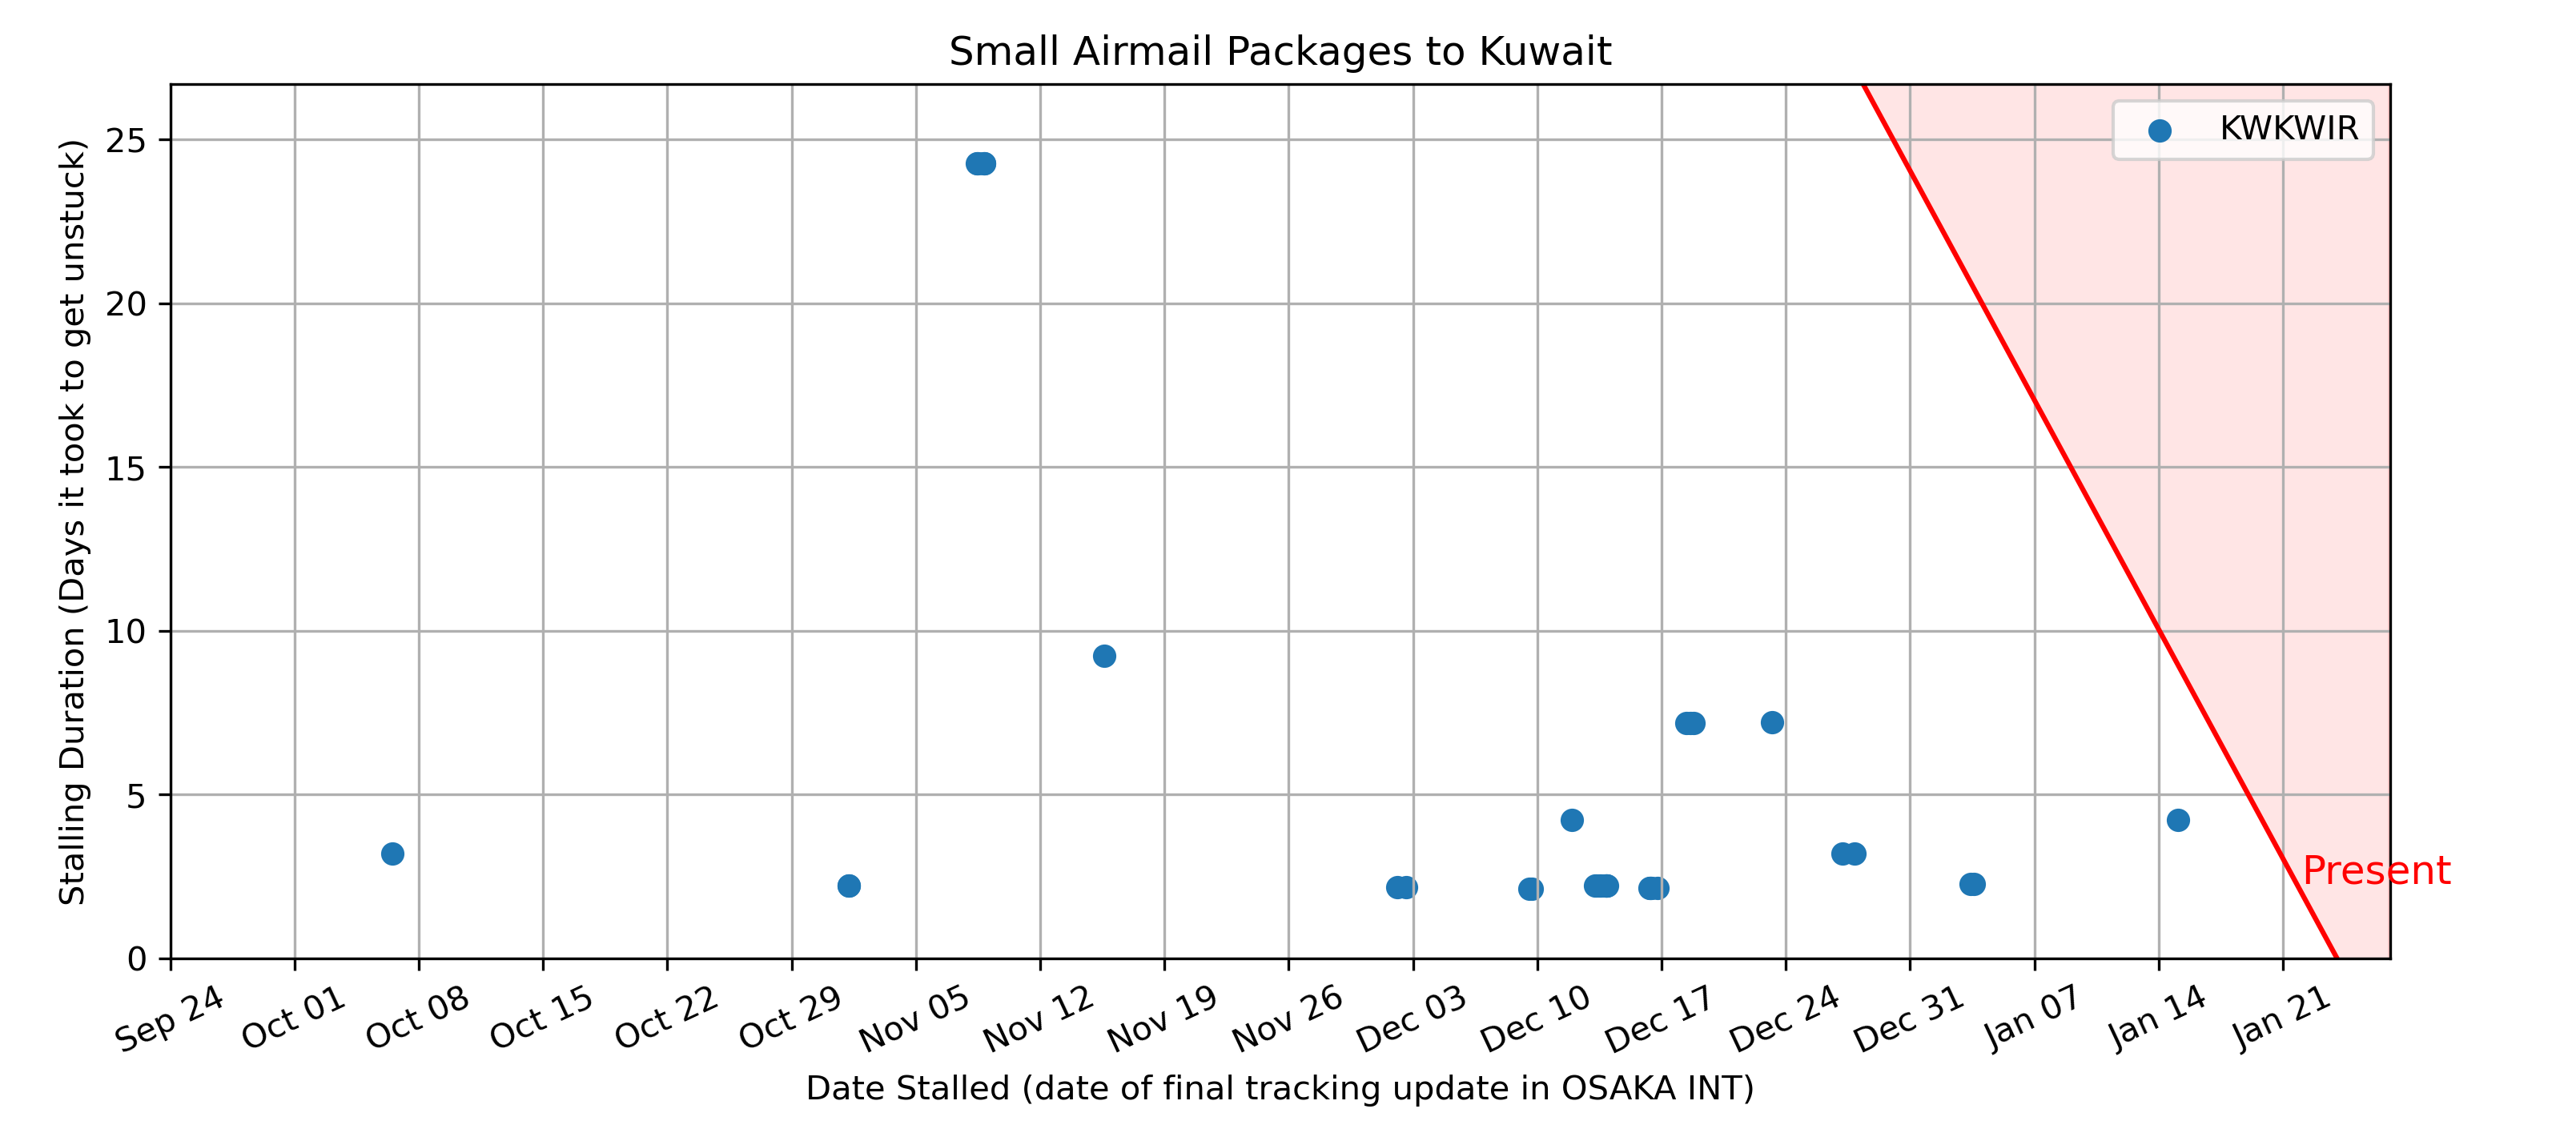 Small Airmail Packages to Kuwait
KWKWIR
25
20
15
10
5
0
Stalling Duration (Days it took to get unstuck)
Present
Sep 24
Oct 01
Oct 08
Oct 15
Oct 22
Oct 29
Nov 05
Nov 12
Nov 19
Nov 26
Dec 03
Dec 10
Dec 17
Dec 24
Dec 31
Jan 07
Jan 14
Jan 21
Date Stalled (date of final tracking update in OSAKA INT)